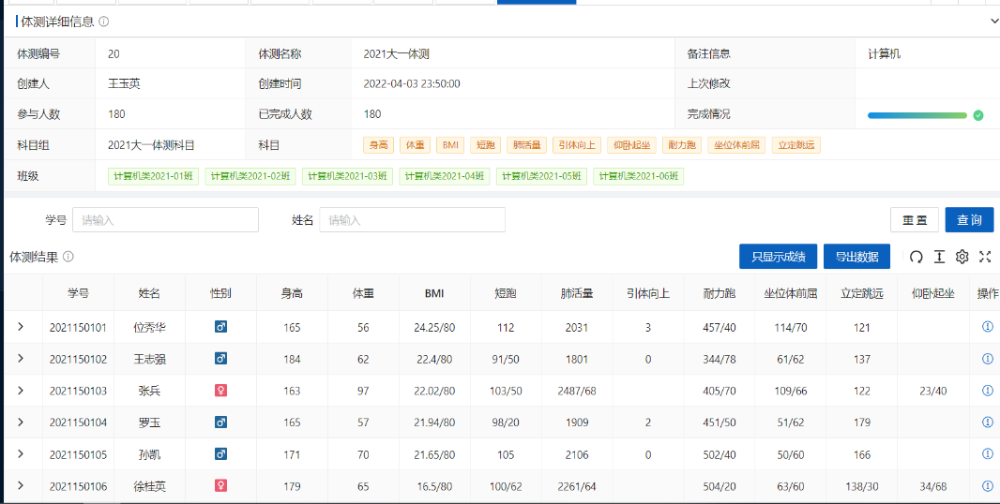 体测详细信息
体测编号 20 体测名称 2021大一体测 备注信息 计算机
创建人 王玉英 创建时间 2022-04-03 23:50:00 上次修改
参与人数 180 已完成人数 180 完成情况
科目组 2021大一体测科目 科目 身高 体重 BMI 短跑 肺活量 引体向上 仰卧起坐 耐力跑 坐位体前屈 立定跳远
班级 计算机类2021-01班 计算机类2021-02班 计算机类2021-03班 计算机类2021-04班 计算机类2021-05班 计算机类2021-06班
学号 请输入 姓名 请输入 重置 查询
体测结果 只显示成绩 导出数据
学号 姓名 性别 身高 体重 BMI 短跑 肺活量 引体向上 耐力跑 坐位体前屈 立定跳远 仰卧起坐 操作
2021150101 位秀华 165 56 24.25/80 112 2031 3 457/40 114/70 121
2021150102 王志强 184 62 22.4/80 91/50 1801 0 344/78 61/62 137
2021150103 张兵 163 97 22.02/80 103/50 2487/68 405/70 109/66 122 23/40
2021150104 罗玉 165 57 21.94/80 98/20 1909 2 451/50 51/62 179
2021150105 孙凯 171 70 21.65/80 105 2106 0 502/40 50/60 166
2021150106 徐桂英 179 65 16.5/80 100/62 2261/64 504/20 63/60 138/30 34/68